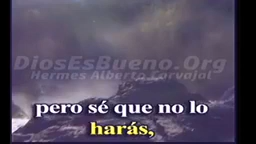 DiosEsBueno.Org
Hermes Alberto Carvajal
pero sé que no lo
harás,